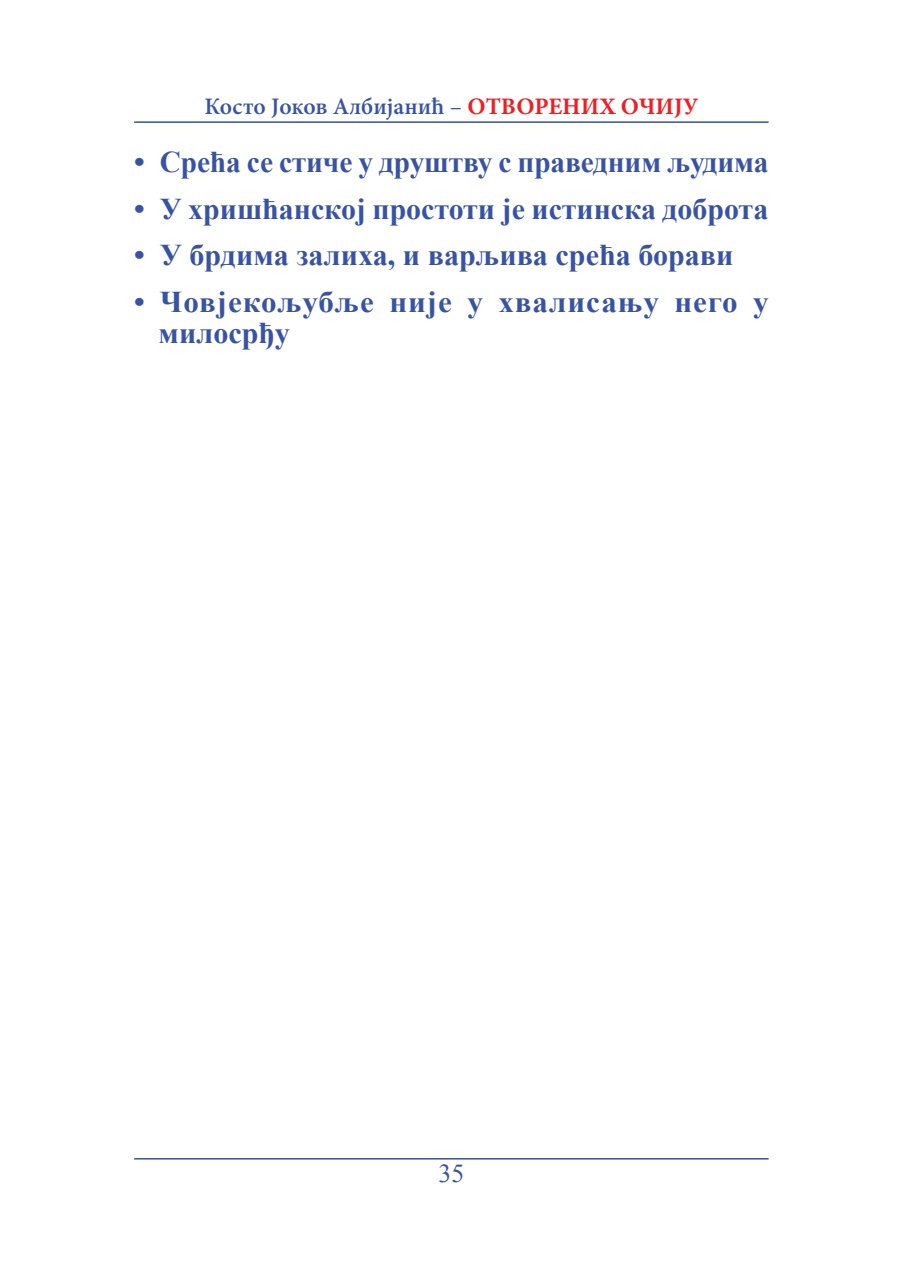 Косто Јоков Албијанић – ОТВОРЕНИХ ОЧИЈУ
• Срећа се стиче у друштву с праведним људима
• У хришћанској простоти је истинска доброта
• У брдима залиха, и варљива срећа борави
• Човјекољубље није у хвалисању него у
милосрђу
35